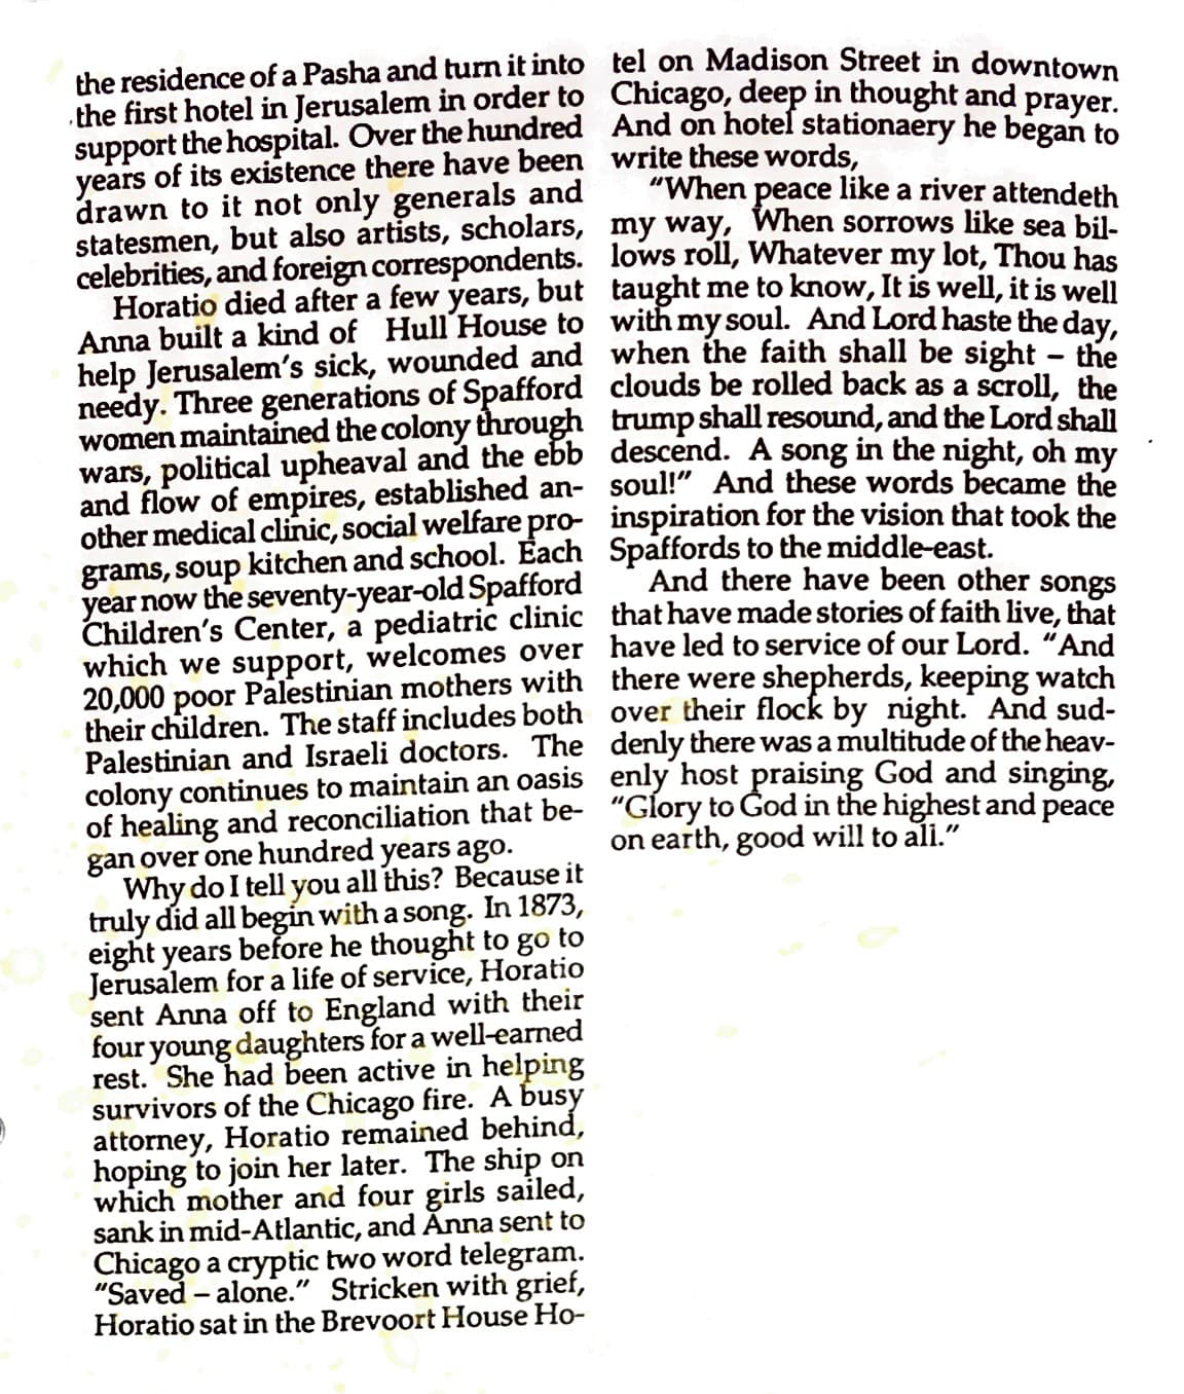 the residence of a Pasha and turn it into
the first hotel in Jerusalem in order to
support the hospital. Over the hundred
years of its existence there have been
drawn to it not only generals and
statesmen, but also artists, scholars,
celebrities, and foreign correspondents.
Horatio died after a few years, but
Anna built a kind of Hull House to
help Jerusalem's sick, wounded and
needy. Three generations of Spafford
women maintained the colony through
wars, political upheaval and the ebb
and flow of empires, established an-
other medical clinic, social welfare pro-
grams, soup kitchen and school. Each
year now the seventy-year-old Spafford
Children's Center, a pediatric clinic
which we support, welcomes over
20,000 poor Palestinian mothers with
their children. The staff includes both
Palestinian and Israeli doctors. The
colony continues to maintain an oasis
of healing and reconciliation that be-
gan over one hundred years ago.
Why do I tell you all this? Because it
truly did all begin with a song. In 1873,
eight years before he thought to go to
Jerusalem for a life of service, Horatio
sent Anna off to England with their
four young daughters for a well-earned
rest. She had been active in helping
survivors of the Chicago fire. A busy
attorney, Horatio remained behind,
hoping to join her later. The ship on
which mother and four girls sailed,
sank in mid-Atlantic, and Anna sent to
Chicago a cryptic two word telegram.
"Saved – alone." Stricken with grief,
Horatio sat in the Brevoort House Ho-
tel on Madison Street in downtown
Chicago, deep in thought and prayer.
And on hotel stationaery he began to
write these words,
"When peace like a river attendeth
my way, When sorrows like sea bil-
lows roll, Whatever my lot, Thou has
taught me to know, It is well, it is well
with my soul. And Lord haste the day,
when the faith shall be sight – the
clouds be rolled back as a scroll, the
trump shall resound, and the Lord shall
descend. A song in the night, oh my
soul!" And these words became the
inspiration for the vision that took the
Spaffords to the middle-east.
And there have been other songs
that have made stories of faith live, that
have led to service of our Lord. "And
there were shepherds, keeping watch
over their flock by night. And sud-
denly there was a multitude of the heav-
enly host praising God and singing,
"Glory to God in the highest and peace
on earth, good will to all."